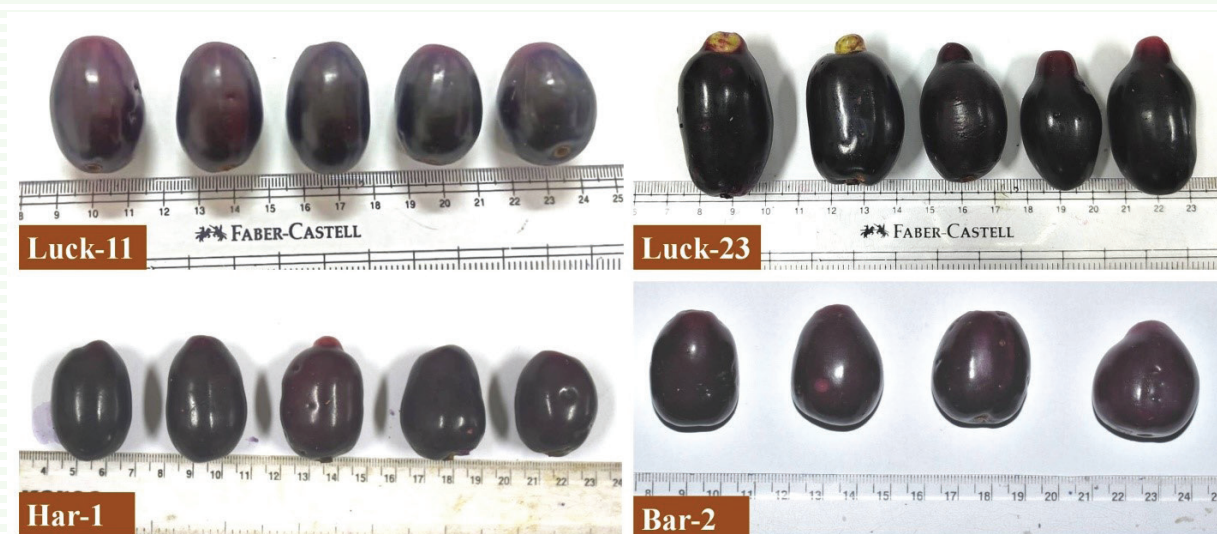 8 9 10 11 12 13 14 15 16 17 18 19 20 21 22 23 24 25
FABER-CASTELL
Luck-11
7 8 9 10 11 12 13 14 15 16 17 18 19 20 21 22 23
FABER-CASTELL
Luck-23
4 5 6 7 8 9 10 11 12 13 14 15 16 17 18 19 20 21 22 23 24
Har-1
8 9 10 11 12 13 14 15 16 17 18 19 20 21 22 23 24
Bar-2